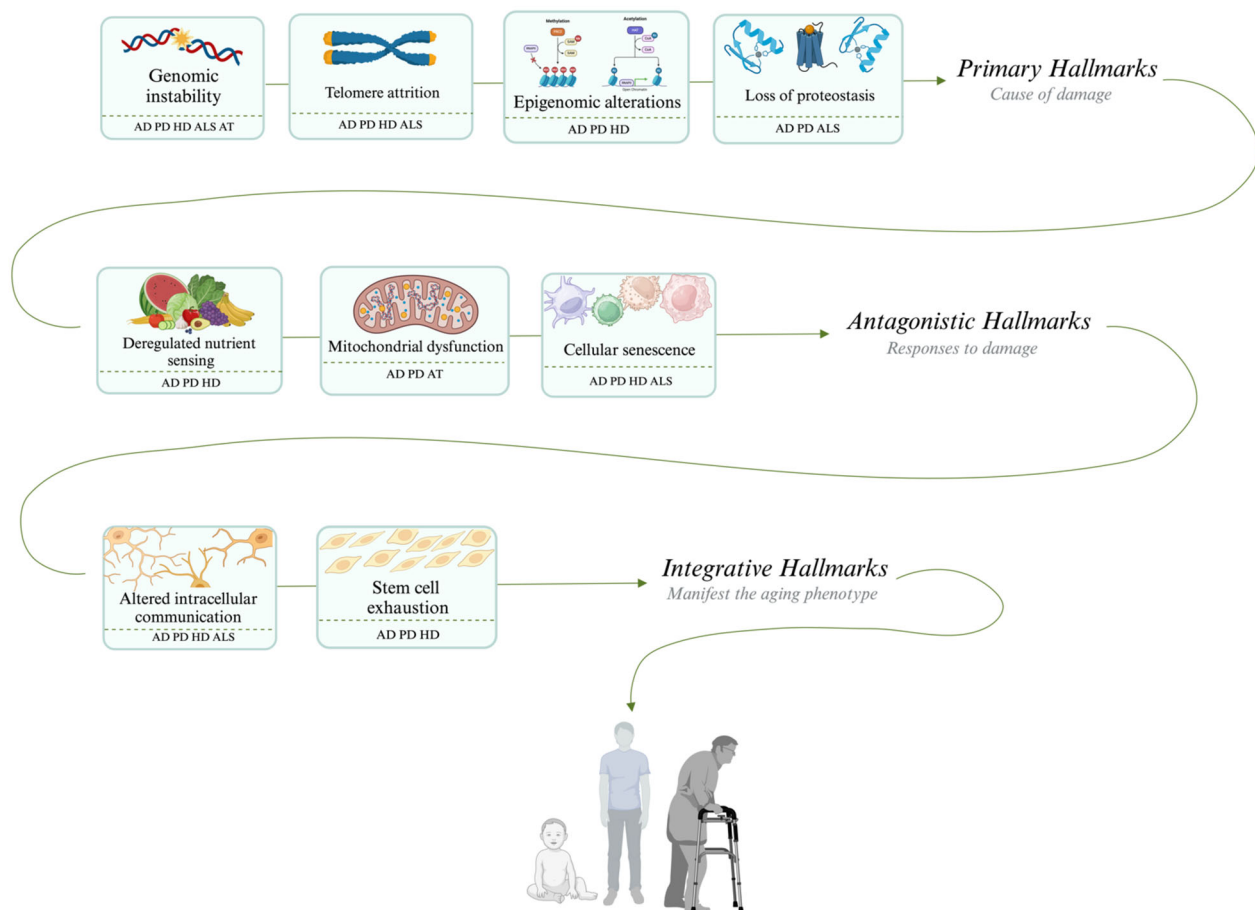 Genomic
instability
AD PD HD ALS AT
Telomere attrition
AD PD HD ALS
Methylation
Acetylation
Epigenomic alterations
AD PD HD
Loss of proteostasis
AD PD ALS
Primary Hallmarks
Cause of damage
Deregulated nutrient
sensing
AD PD HD
Mitochondrial dysfunction
AD PD AT
Cellular senescence
AD PD HD ALS
Antagonistic Hallmarks
Responses to damage
Altered intracellular
communication
AD PD HD ALS
Stem cell
exhaustion
AD PD HD
Integrative Hallmarks
Manifest the aging phenotype